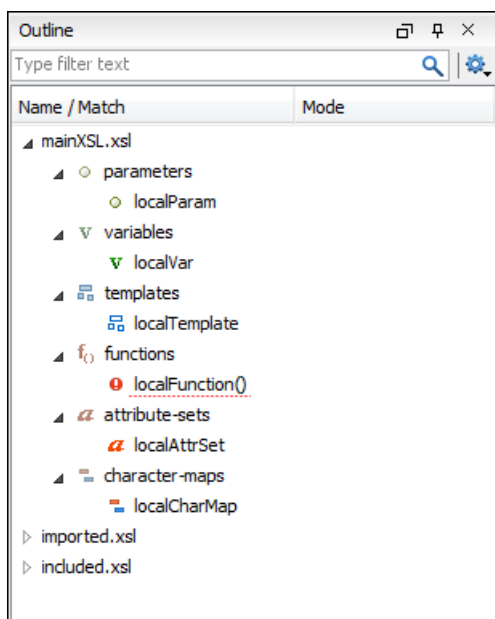 Outline
Type filter text
Name / Match Mode
mainXSL.xsl
parameters
localParam
variables
localVar
templates
localTemplate
functions
localFunction()
attribute-sets
localAttrSet
character-maps
localCharMap
imported.xsl
included.xsl